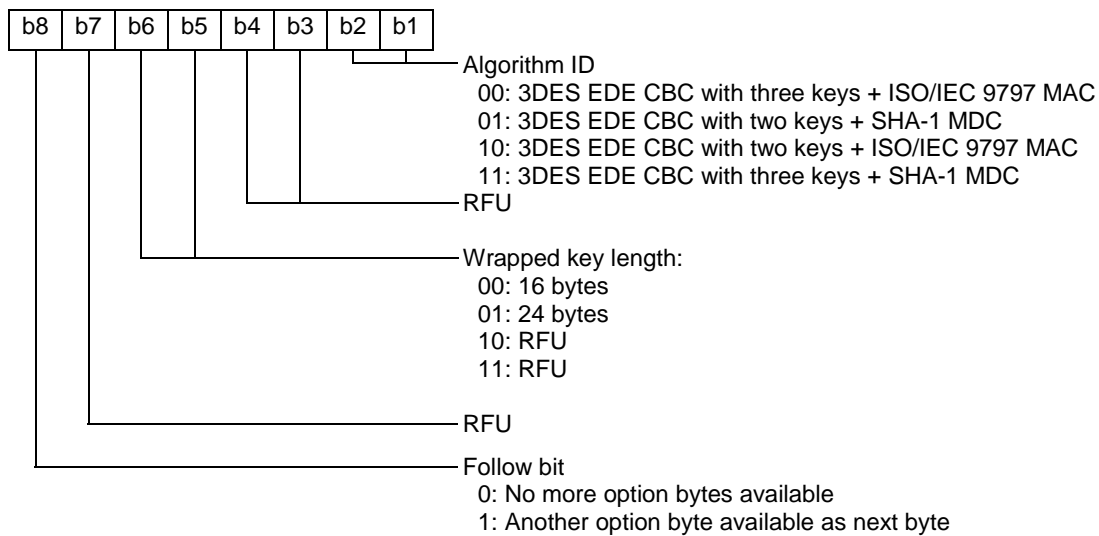 b8 b7 b6 b5 b4 b3 b2 b1
Algorithm ID
00: 3DES EDE CBC with three keys + ISO/IEC 9797 MAC
01: 3DES EDE CBC with two keys + SHA-1 MDC
10: 3DES EDE CBC with two keys + ISO/IEC 9797 MAC
11: 3DES EDE CBC with three keys + SHA-1 MDC
RFU
Wrapped key length:
00: 16 bytes
01: 24 bytes
10: RFU
11: RFU
RFU
Follow bit
0: No more option bytes available
1: Another option byte available as next byte